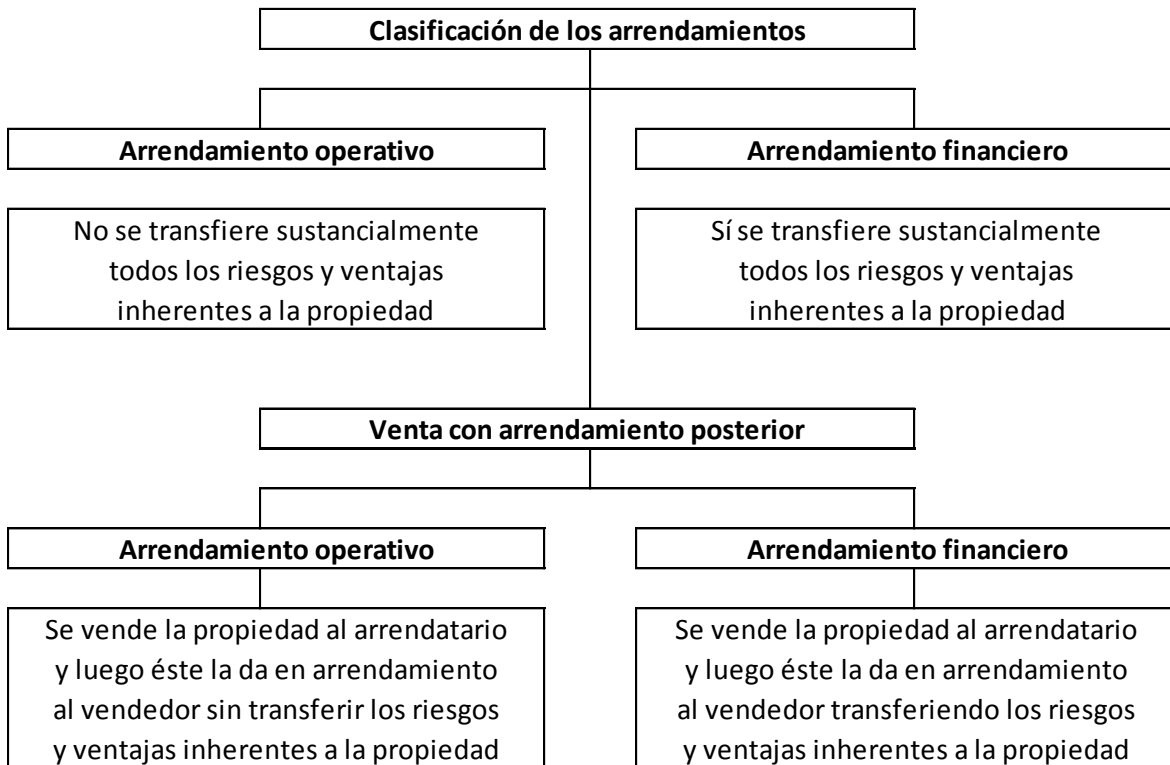 Clasificación de los arrendamientos
Arrendamiento operativo
No se transfiere sustancialmente
todos los riesgos y ventajas
inherentes a la propiedad
Arrendamiento financiero
Sí se transfiere sustancialmente
todos los riesgos y ventajas
inherentes a la propiedad
Venta con arrendamiento posterior
Arrendamiento operativo
Se vende la propiedad al arrendatario
y luego éste la da en arrendamiento
al vendedor sin transferir los riesgos
y ventajas inherentes a la propiedad
Arrendamiento financiero
Se vende la propiedad al arrendatario
y luego éste la da en arrendamiento
al vendedor transferiendo los riesgos
y ventajas inherentes a la propiedad